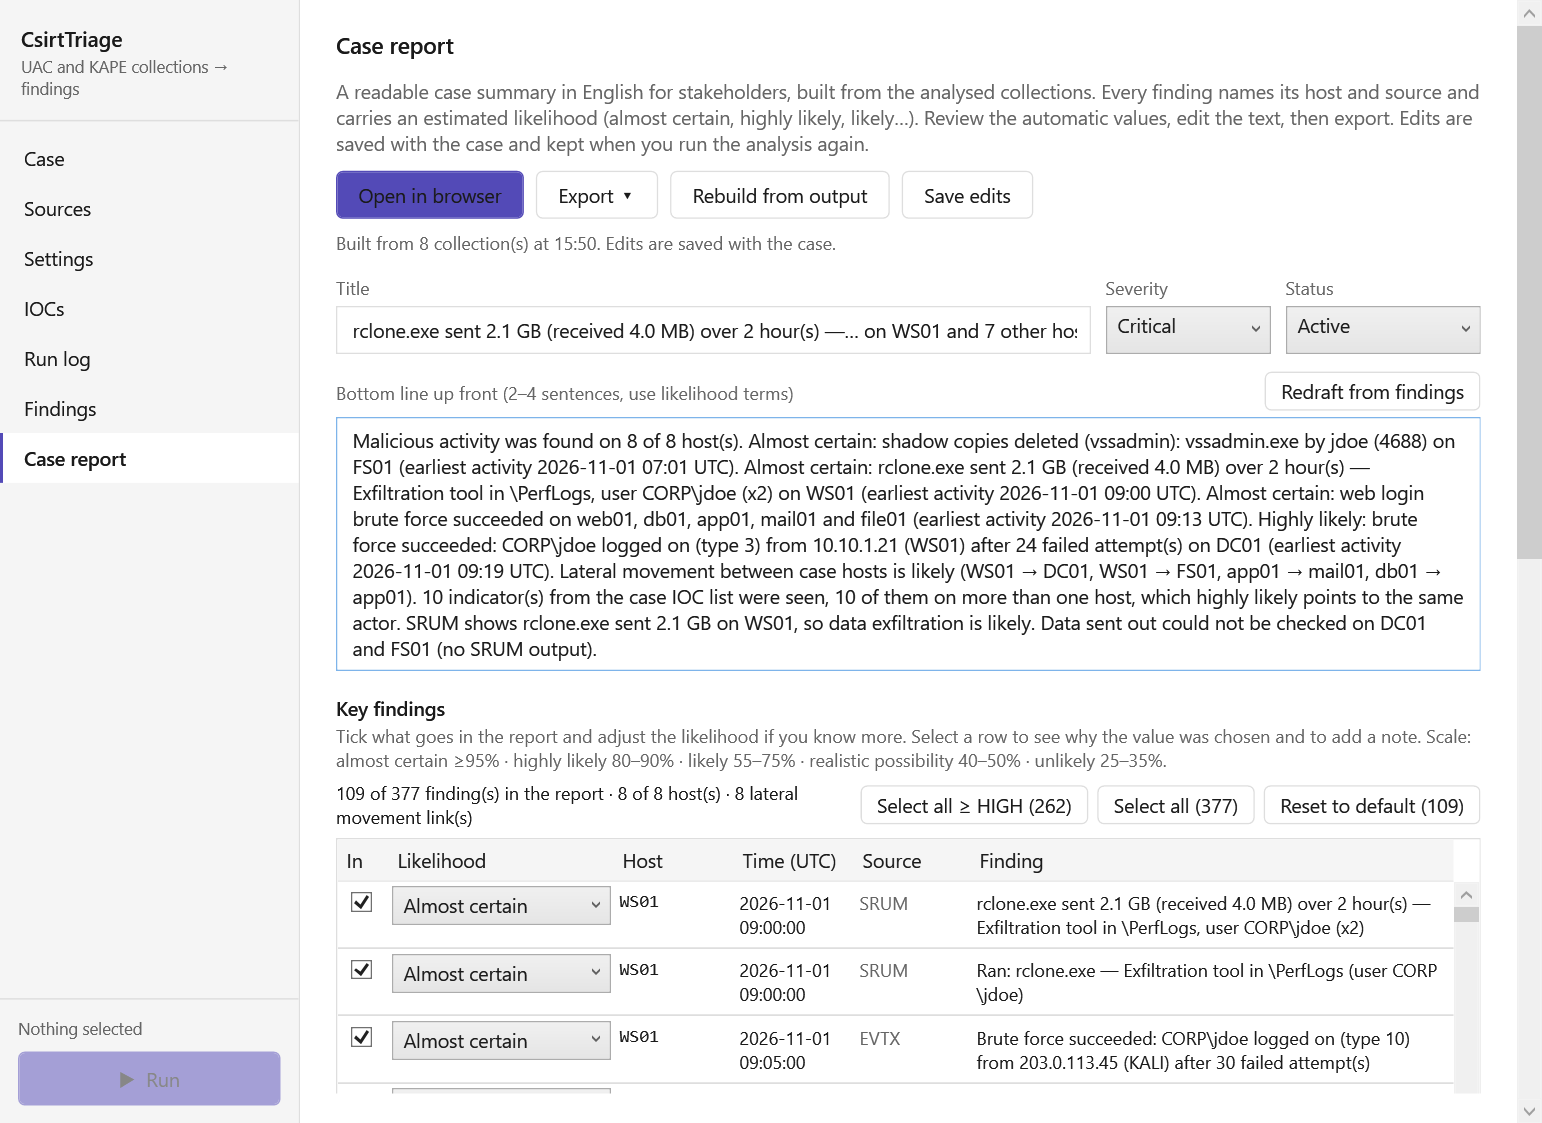 CsirtTriage
UAC and KAPE collections →
findings
Case
Sources
Settings
IOCs
Run log
Findings
Case report
Nothing selected
Run
Case report
A readable case summary in English for stakeholders, built from the analysed collections. Every finding names its host and source and
carries an estimated likelihood (almost certain, highly likely, likely...). Review the automatic values, edit the text, then export. Edits are
saved with the case and kept when you run the analysis again.
Open in browser
Export
Rebuild from output
Save edits
Built from 8 collection(s) at 15:50. Edits are saved with the case.
Title
Severity
Status
rclone.exe sent 2.1 GB (received 4.0 MB) over 2 hour(s) —... on WS01 and 7 other
Critical
Active
Bottom line up front (2–4 sentences, use likelihood terms)
Redraft from findings
Malicious activity was found on 8 of 8 host(s). Almost certain: shadow copies deleted (vssadmin): vssadmin.exe by jdoe (4688) on
FS01 (earliest activity 2026-11-01 07:01 UTC). Almost certain: rclone.exe sent 2.1 GB (received 4.0 MB) over 2 hour(s) —
Exfiltration tool in \PerfLogs, user CORP\jdoe (x2) on WS01 (earliest activity 2026-11-01 09:00 UTC). Almost certain: web login
brute force succeeded on web01, db01, app01, mail01 and file01 (earliest activity 2026-11-01 09:13 UTC). Highly likely: brute
force succeeded: CORP\jdoe logged on (type 3) from 10.10.1.21 (WS01) after 24 failed attempt(s) on DC01 (earliest activity
2026-11-01 09:19 UTC). Lateral movement between case hosts is likely (WS01 → DC01, WS01 → FS01, app01 → mail01, db01 →
app01). 10 indicator(s) from the case IOC list were seen, 10 of them on more than one host, which highly likely points to the same
actor. SRUM shows rclone.exe sent 2.1 GB on WS01, so data exfiltration is likely. Data sent out could not be checked on DC01
and FS01 (no SRUM output).
Key findings
Tick what goes in the report and adjust the likelihood if you know more. Select a row to see why the value was chosen and to add a note. Scale:
almost certain ≥95% · highly likely 80–90% · likely 55–75% · realistic possibility 40–50% · unlikely 25–35%.
109 of 377 finding(s) in the report · 8 of 8 host(s) · 8 lateral
movement link(s)
Select all ≥ HIGH (262)
Select all (377)
Reset to default (109)
In
Likelihood
Host
Time (UTC)
Source
Finding
Almost certain
WS01
2026-11-01
09:00:00
SRUM
rclone.exe sent 2.1 GB (received 4.0 MB) over 2 hour(s) —
Exfiltration tool in \PerfLogs, user CORP\jdoe (x2)
Almost certain
WS01
2026-11-01
09:00:00
SRUM
Ran: rclone.exe — Exfiltration tool in \PerfLogs (user CORP
\jdoe)
Almost certain
WS01
2026-11-01
09:05:00
EVTX
Brute force succeeded: CORP\jdoe logged on (type 10)
from 203.0.113.45 (KALI) after 30 failed attempt(s)